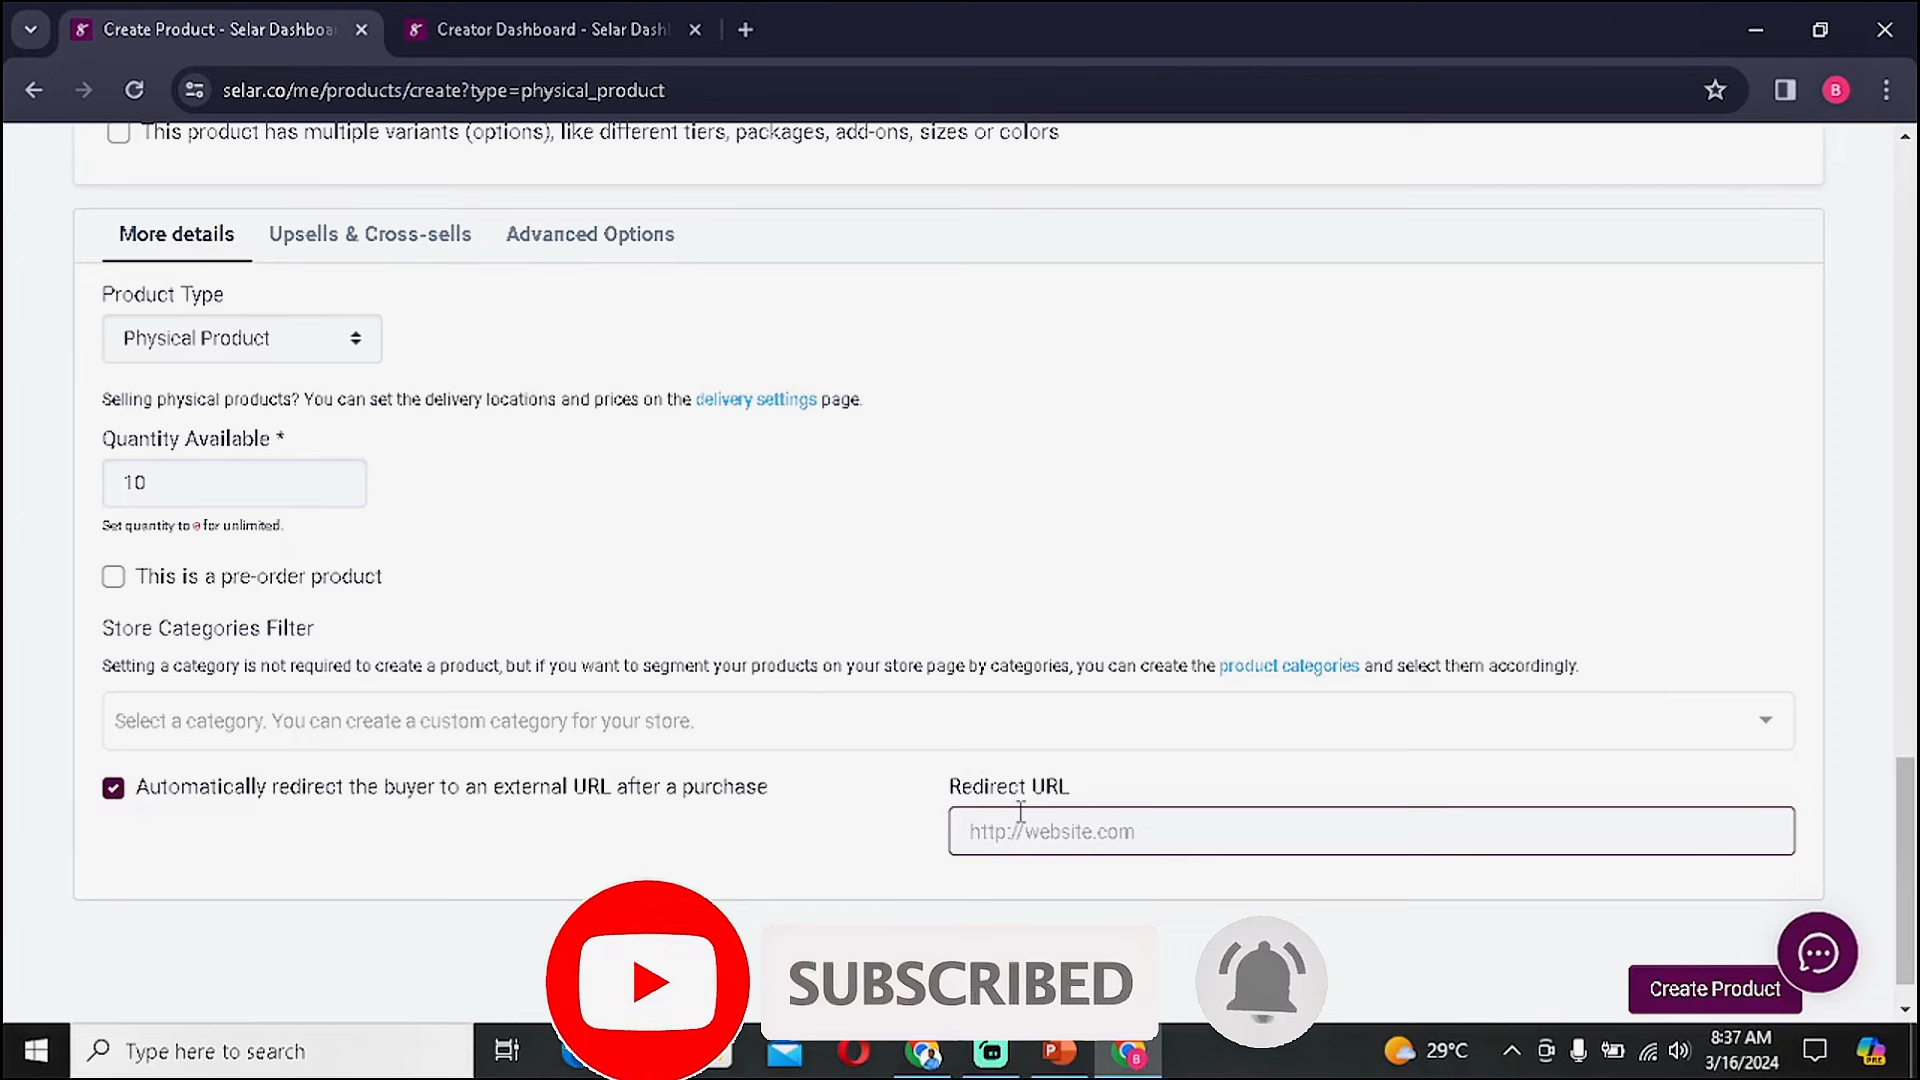 Create Product - Selar Dashboa
Creator Dashboard - Selar Dash
selar.co/me/products/create?type=physical_product
B
This product has multiple variants (options), like different tiers, packages, add-ons, sizes or colors
More details
Upsells & Cross-sells
Advanced Options
Product Type
Physical Product
Selling physical products? You can set the delivery locations and prices on the delivery settings page.
Quantity Available *
10
Set quantity to 0 for unlimited.
This is a pre-order product
Store Categories Filter
Setting a category is not required to create a product, but if you want to segment your products on your store page by categories, you can create the product categories and select them accordingly.
Select a category. You can create a custom category for your store.
Automatically redirect the buyer to an external URL after a purchase
Redirect URL
http://website.com
SUBSCRIBED
Create Product
Type here to search
29°C
8:37 AM
3/16/2024